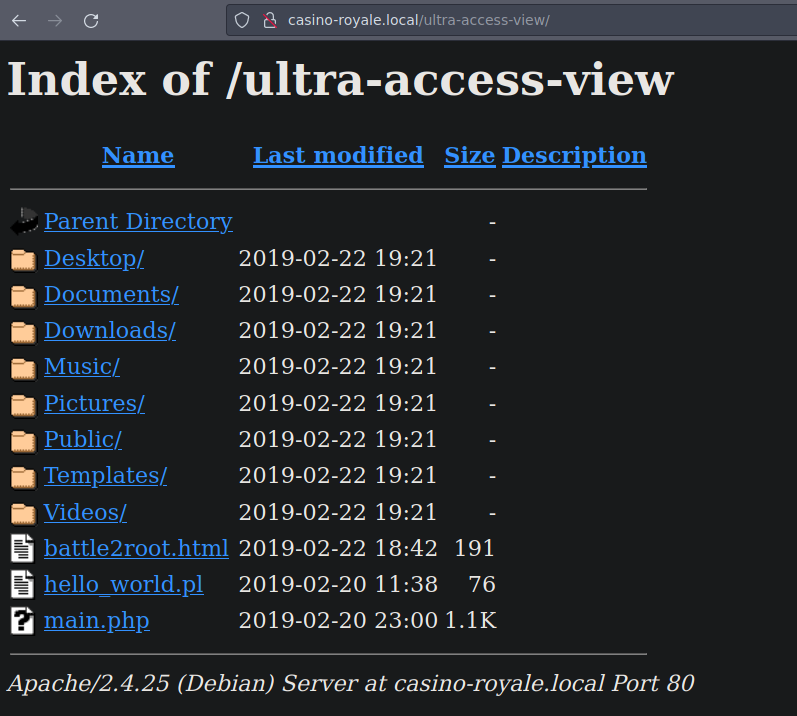 casino-royale.local/ultra-access-view/
Index of /ultra-access-view
Name Last modified Size Description
Parent Directory -
Desktop/ 2019-02-22 19:21 -
Documents/ 2019-02-22 19:21 -
Downloads/ 2019-02-22 19:21 -
Music/ 2019-02-22 19:21 -
Pictures/ 2019-02-22 19:21 -
Public/ 2019-02-22 19:21 -
Templates/ 2019-02-22 19:21 -
Videos/ 2019-02-22 19:21 -
battle2root.html 2019-02-22 18:42 191
hello_world.pl 2019-02-20 11:38 76
main.php 2019-02-20 23:00 1.1K
Apache/2.4.25 (Debian) Server at casino-royale.local Port 80